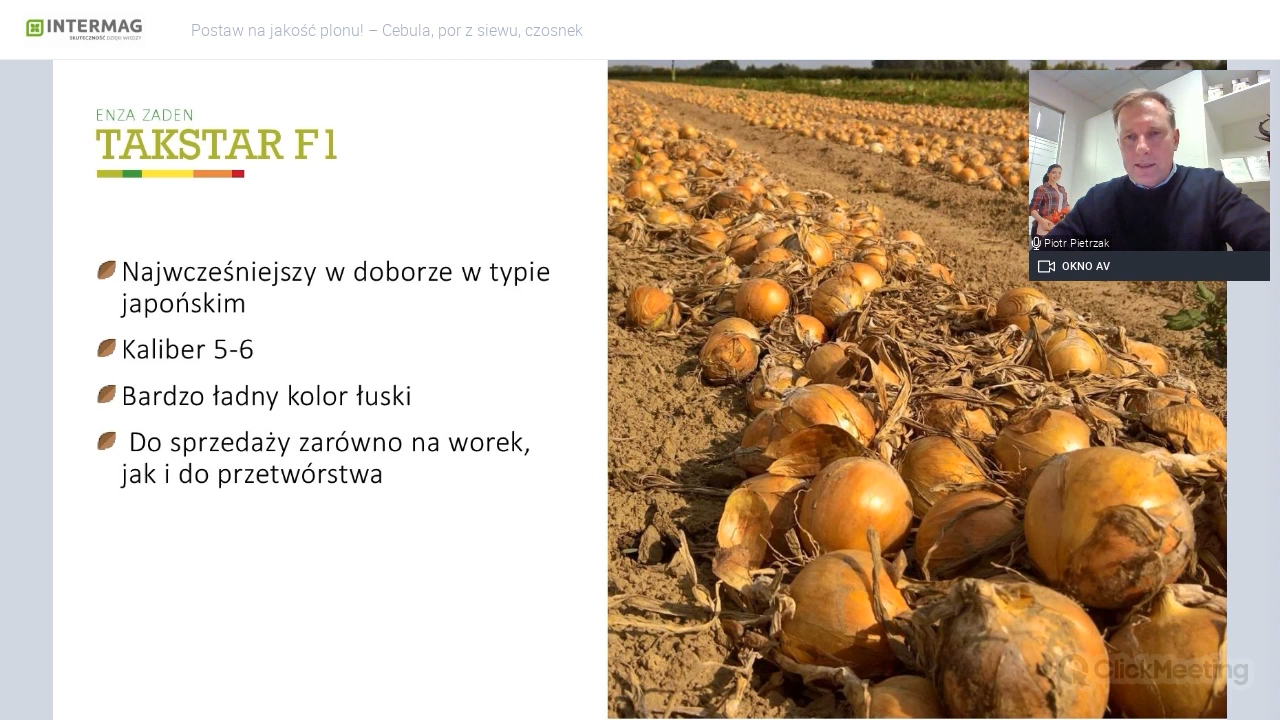 INTERMAG
SKUTECZNOŚĆ DZIĘKI WIEDZY
Postaw na jakość plonu! – Cebula, por z siewu, czosnek
ENZA ZADEN
TAKSTAR F1
Najwcześniejszy w doborze w typie
japońskim
Kaliber 5-6
Bardzo ładny kolor łuski
Do sprzedaży zarówno na worek,
jak i do przetwórstwa
Piotr Pietrzak
OKNO AV
ClickMeeting